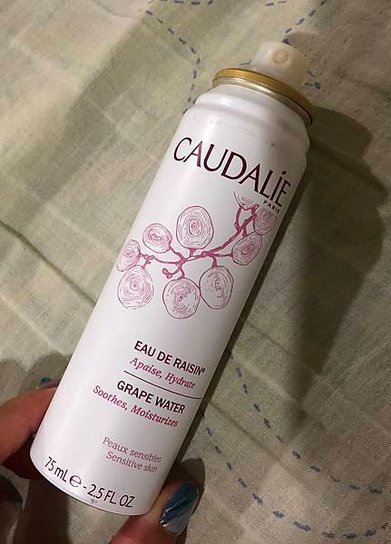 CAUDALÍE
PARIS
EAU DE RAISIN®
Apaise, Hydrate
GRAPE WATER
Soothes, Moisturizes
Peaux sensibles
Sensitive skin
75 mL ℮ - 2.5 FL. OZ